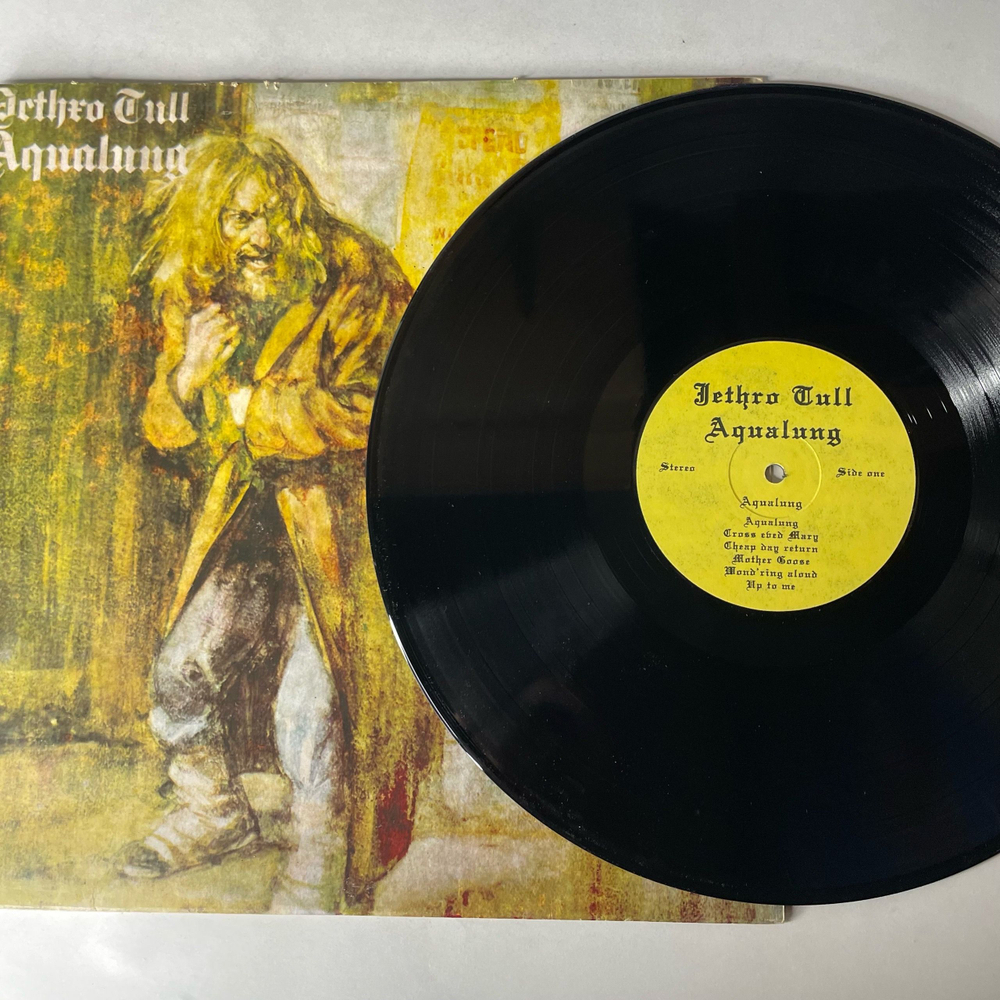 Jethro Tull
Aqualung
STEAD
Jethro Tull
Aqualung
Stereo
Side one
Aqualung
Aqualung
Cross eyed Mary
Cheap day return
Mother Goose
Wond'ring aloud
Up to me